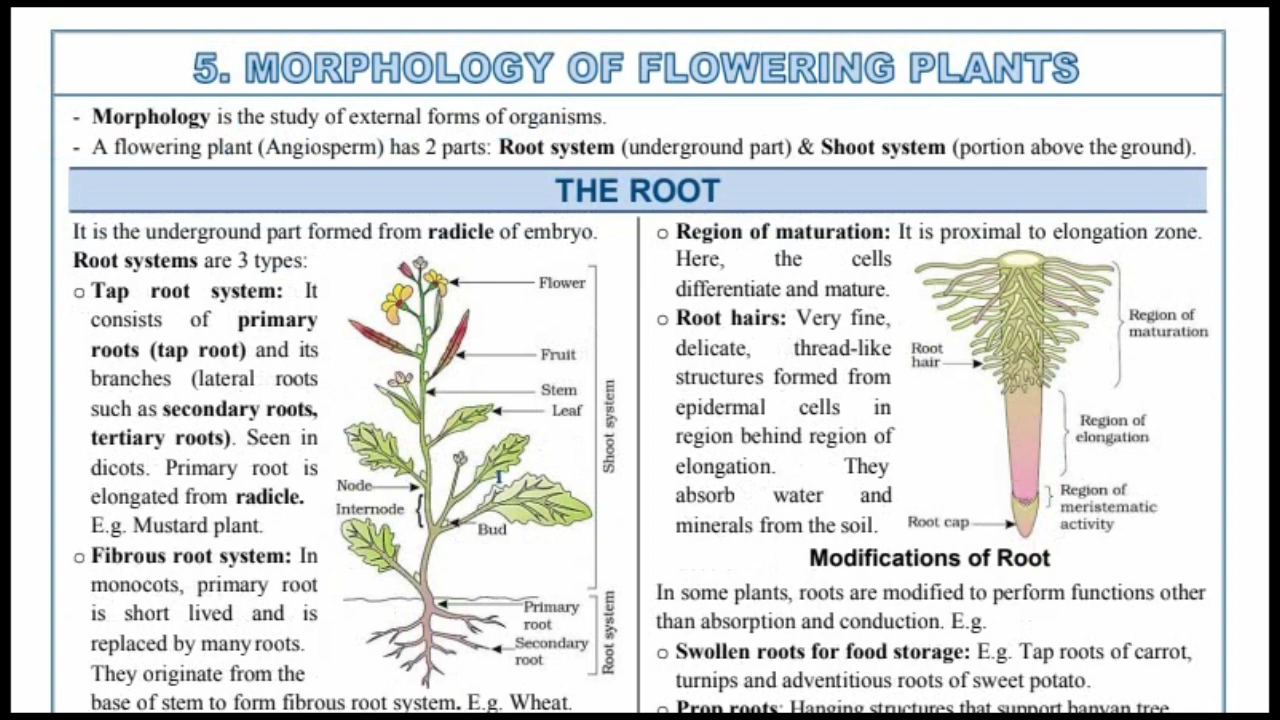 5. MORPHOLOGY OF FLOWERING PLANTS
- Morphology is the study of external forms of organisms.
- A flowering plant (Angiosperm) has 2 parts: Root system (underground part) & Shoot system (portion above the ground).
THE ROOT
It is the underground part formed from radicle of embryo.
Root systems are 3 types:
o Tap root system: It
consists of primary
roots (tap root) and its
branches (lateral roots
such as secondary roots,
tertiary roots). Seen in
dicots. Primary root is
elongated from radicle.
E.g. Mustard plant.
o Fibrous root system: In
monocots, primary root
is short lived and is
replaced by many roots.
They originate from the
base of stem to form fibrous root system. E.g. Wheat.
Flower
Fruit
Stem
Leaf
Node
Internode
Bud
Primary
root
Secondary
root
Shoot system
Root system
o Region of maturation: It is proximal to elongation zone.
Here, the cells
differentiate and mature.
o Root hairs: Very fine,
delicate, thread-like
structures formed from
epidermal cells in
region behind region of
elongation. They
absorb water and
minerals from the soil.
Root
hair
Region of
maturation
Region of
elongation
Region of
meristematic
activity
Root cap
Modifications of Root
In some plants, roots are modified to perform functions other
than absorption and conduction. E.g.
o Swollen roots for food storage: E.g. Tap roots of carrot,
turnips and adventitious roots of sweet potato.
o Prop roots: Hanging structures that support banyan tree